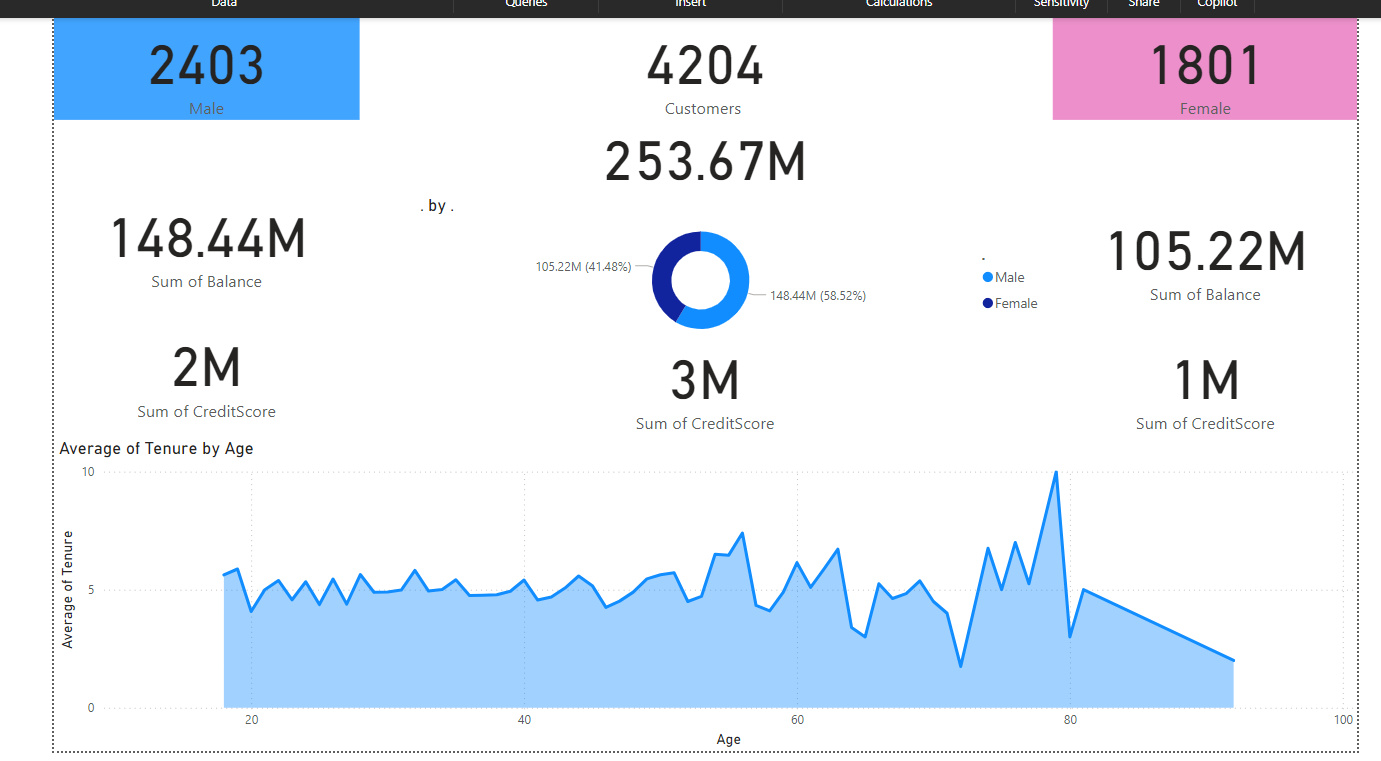 Data Queries Insert Calculations Sensitivity Share Copilot
2403 4204 1801
Male Customers Female
253.67M
. by .
148.44M 105.22M
Sum of Balance Sum of Balance
105.22M (41.48%)
148.44M (58.52%)
.
Male
Female
2M 3M 1M
Sum of CreditScore Sum of CreditScore Sum of CreditScore
Average of Tenure by Age
10
5
0
Average of Tenure
20 40 60 80 100
Age